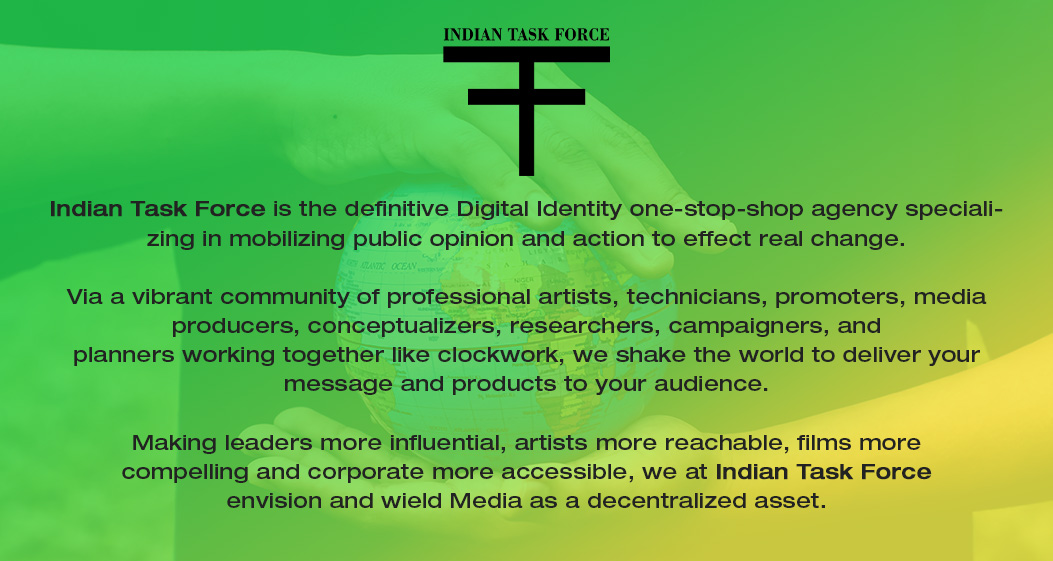 INDIAN TASK FORCE
Indian Task Force is the definitive Digital Identity one-stop-shop agency speciali-
zing in mobilizing public opinion and action to effect real change.
ATLANTIC OCEAN
Via a vibrant community of professional artists, technicians, promoters, media
producers, conceptualizers, researchers, campaigners, and
planners working together like clockwork, we shake the world to deliver your
message and products to your audience.
Making leaders more influential, artists more reachable, films more
compelling and corporate more accessible, we at Indian Task Force
envision and wield Media as a decentralized asset.